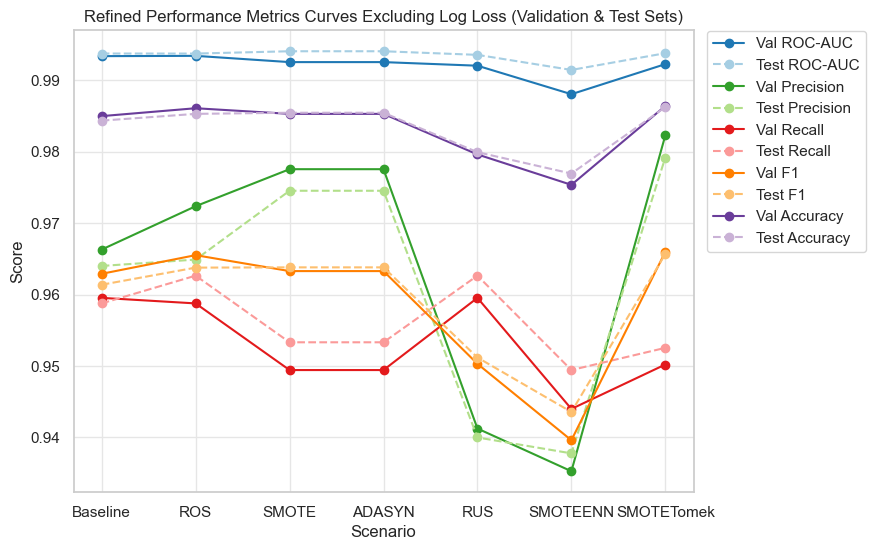 Refined Performance Metrics Curves Excluding Log Loss (Validation & Test Sets)
Val ROC-AUC
Test ROC-AUC
Val Precision
Test Precision
Val Recall
Test Recall
Val F1
Test F1
Val Accuracy
Test Accuracy
0.99
0.98
0.97
0.96
0.95
0.94
Score
Baseline ROS SMOTE ADASYN RUS SMOTEENN SMOTETomek
Scenario